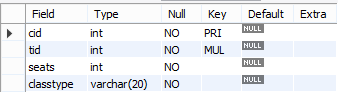 Field Type Null Key Default Extra
cid int NO PRI NULL
tid int NO MUL NULL
seats int NO NULL
classtype varchar(20) NO NULL